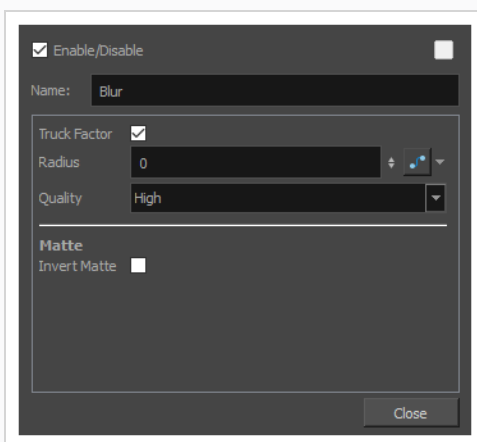 Enable/Disable
Name: Blur
Truck Factor
Radius 0
Quality High
Matte
Invert Matte
Close